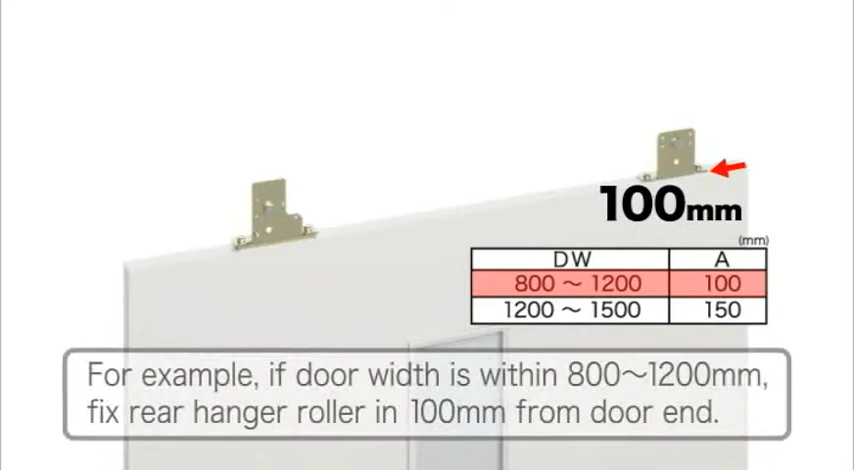 100mm
(mm)
DW A
800 ～ 1200 100
1200 ～ 1500 150
For example, if door width is within 800～1200mm,
fix rear hanger roller in 100mm from door end.